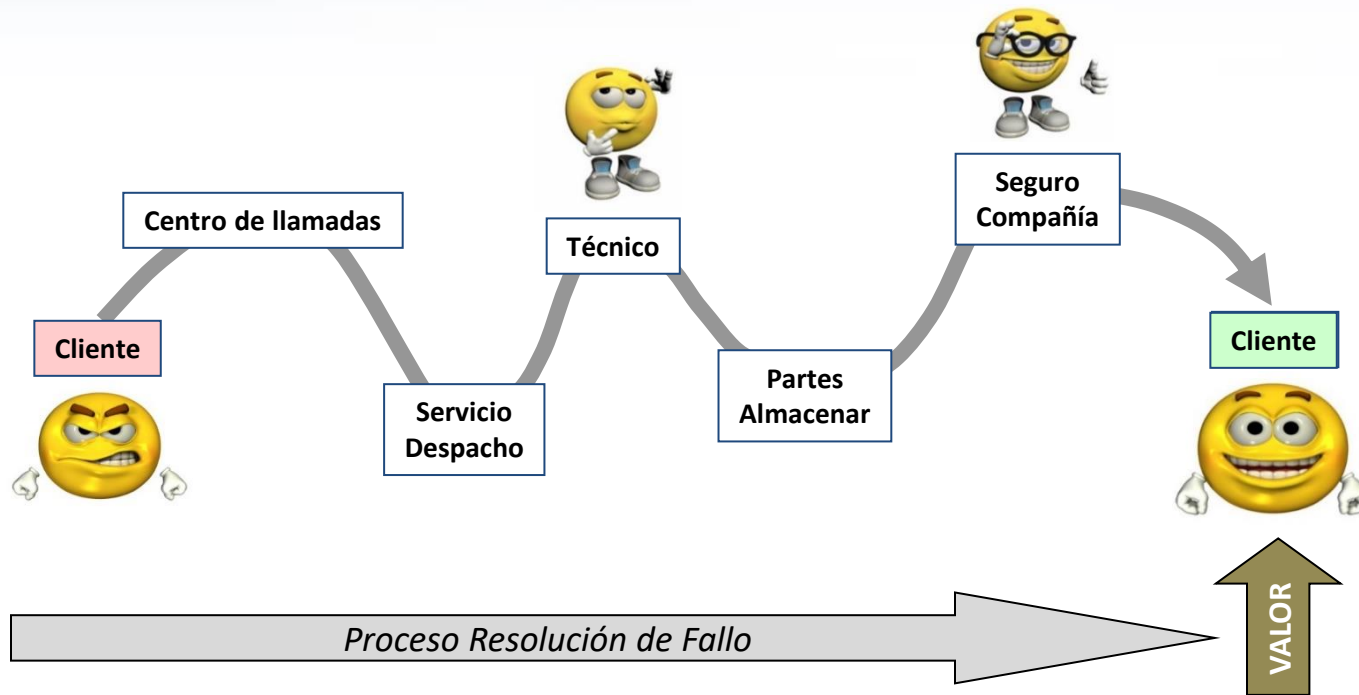 Cliente
Centro de llamadas
Servicio
Despacho
Técnico
Partes
Almacenar
Seguro
Compañía
Cliente
Proceso Resolución de Fallo
VALOR